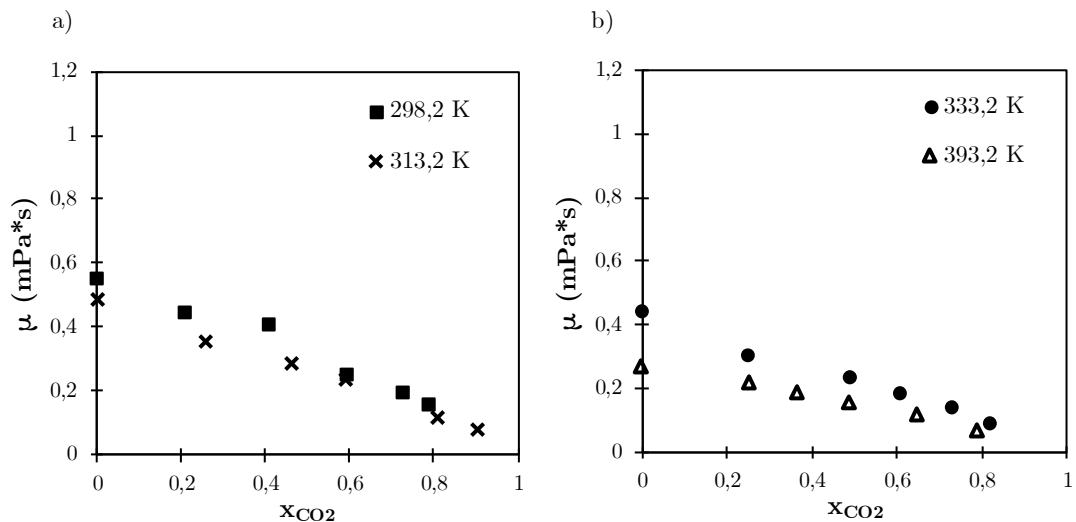 a)
1,2
1
0,8
0,6
0,4
0,2
0
μ (mPa*s)
298,2 K
313,2 K
0 0,2 0,4 0,6 0,8 1
xCO2
b)
1,2
1
0,8
0,6
0,4
0,2
0
μ (mPa*s)
333,2 K
393,2 K
0 0,2 0,4 0,6 0,8 1
xCO2